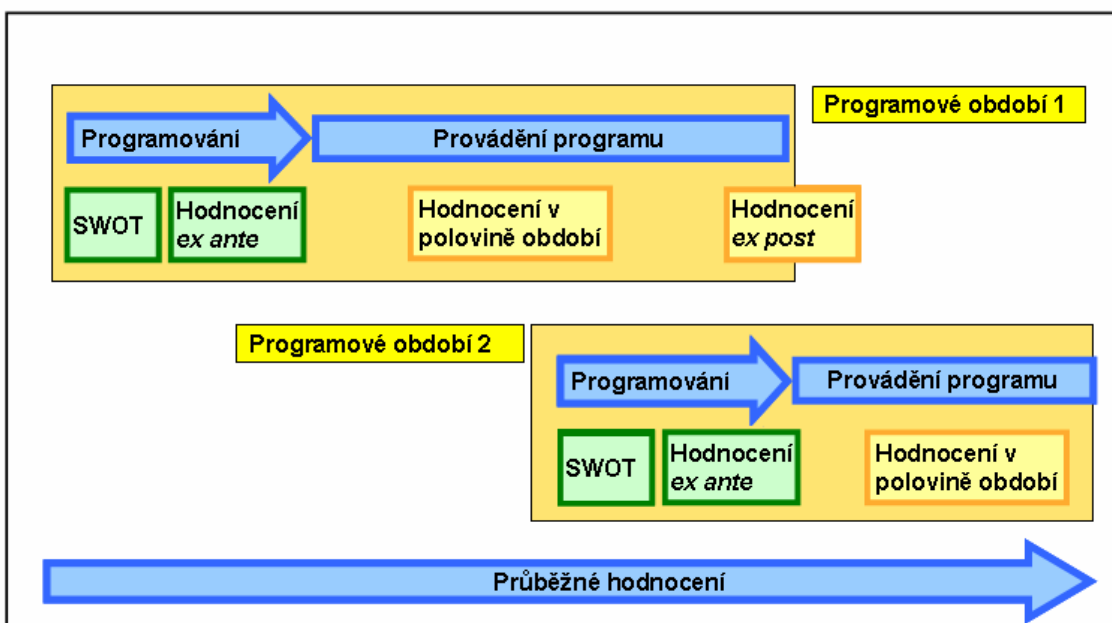 Programové období 1
Programování
Provádění programu
SWOT
Hodnocení
ex ante
Hodnocení v
polovině období
Hodnocení
ex post
Programové období 2
Programování
Provádění programu
SWOT
Hodnocení
ex ante
Hodnocení v
polovině období
Průběžné hodnocení